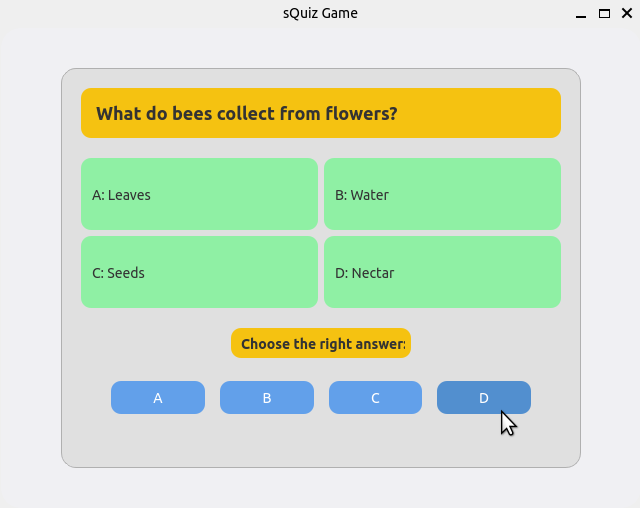 sQuiz Game
What do bees collect from flowers?
A: Leaves
B: Water
C: Seeds
D: Nectar
Choose the right answer:
A
B
C
D